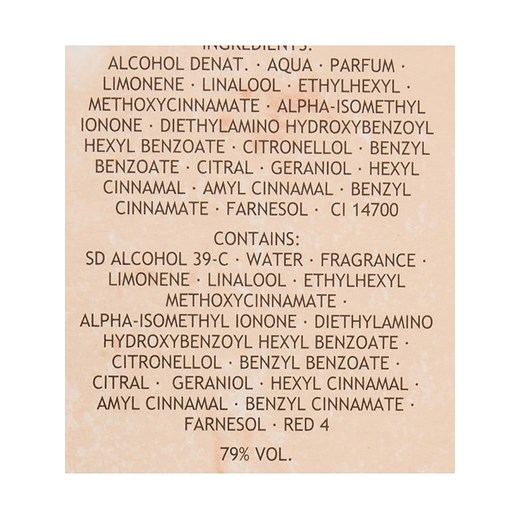 INGREDIENTS:
ALCOHOL DENAT. · AQUA · PARFUM ·
LIMONENE · LINALOOL · ETHYLHEXYL ·
METHOXYCINNAMATE · ALPHA-ISOMETHYL
IONONE · DIETHYLAMINO HYDROXYBENZOYL
HEXYL BENZOATE · CITRONELLOL · BENZYL
BENZOATE · CITRAL · GERANIOL · HEXYL
CINNAMAL · AMYL CINNAMAL · BENZYL
CINNAMATE · FARNESOL · CI 14700
CONTAINS:
SD ALCOHOL 39-C · WATER · FRAGRANCE ·
LIMONENE · LINALOOL · ETHYLHEXYL
METHOXYCINNAMATE ·
ALPHA-ISOMETHYL IONONE · DIETHYLAMINO
HYDROXYBENZOYL HEXYL BENZOATE ·
CITRONELLOL · BENZYL BENZOATE ·
CITRAL · GERANIOL · HEXYL CINNAMAL ·
AMYL CINNAMAL · BENZYL CINNAMATE ·
FARNESOL · RED 4
79% VOL.